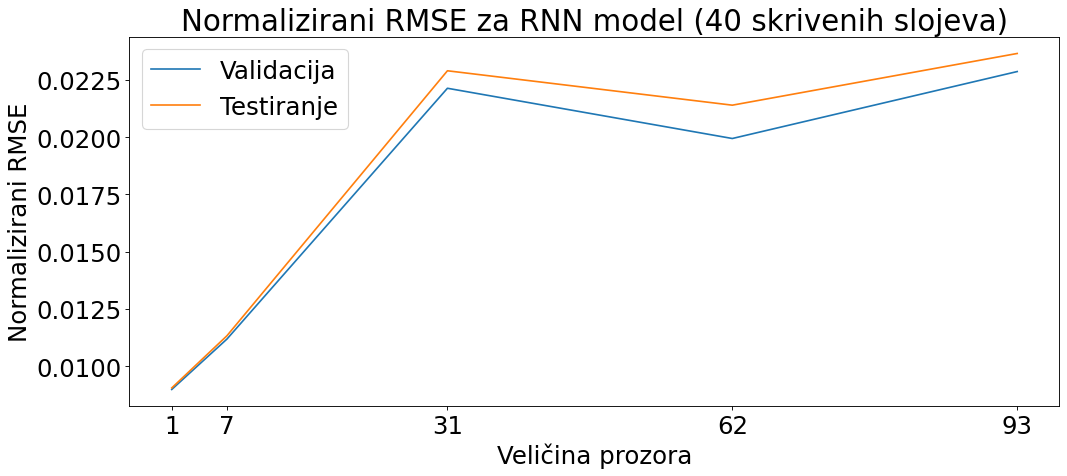 Normalizirani RMSE za RNN model (40 skrivenih slojeva)
Validacija
Testiranje
Normalizirani RMSE
0.0225
0.0200
0.0175
0.0150
0.0125
0.0100
1 7 31 62 93
Veličina prozora